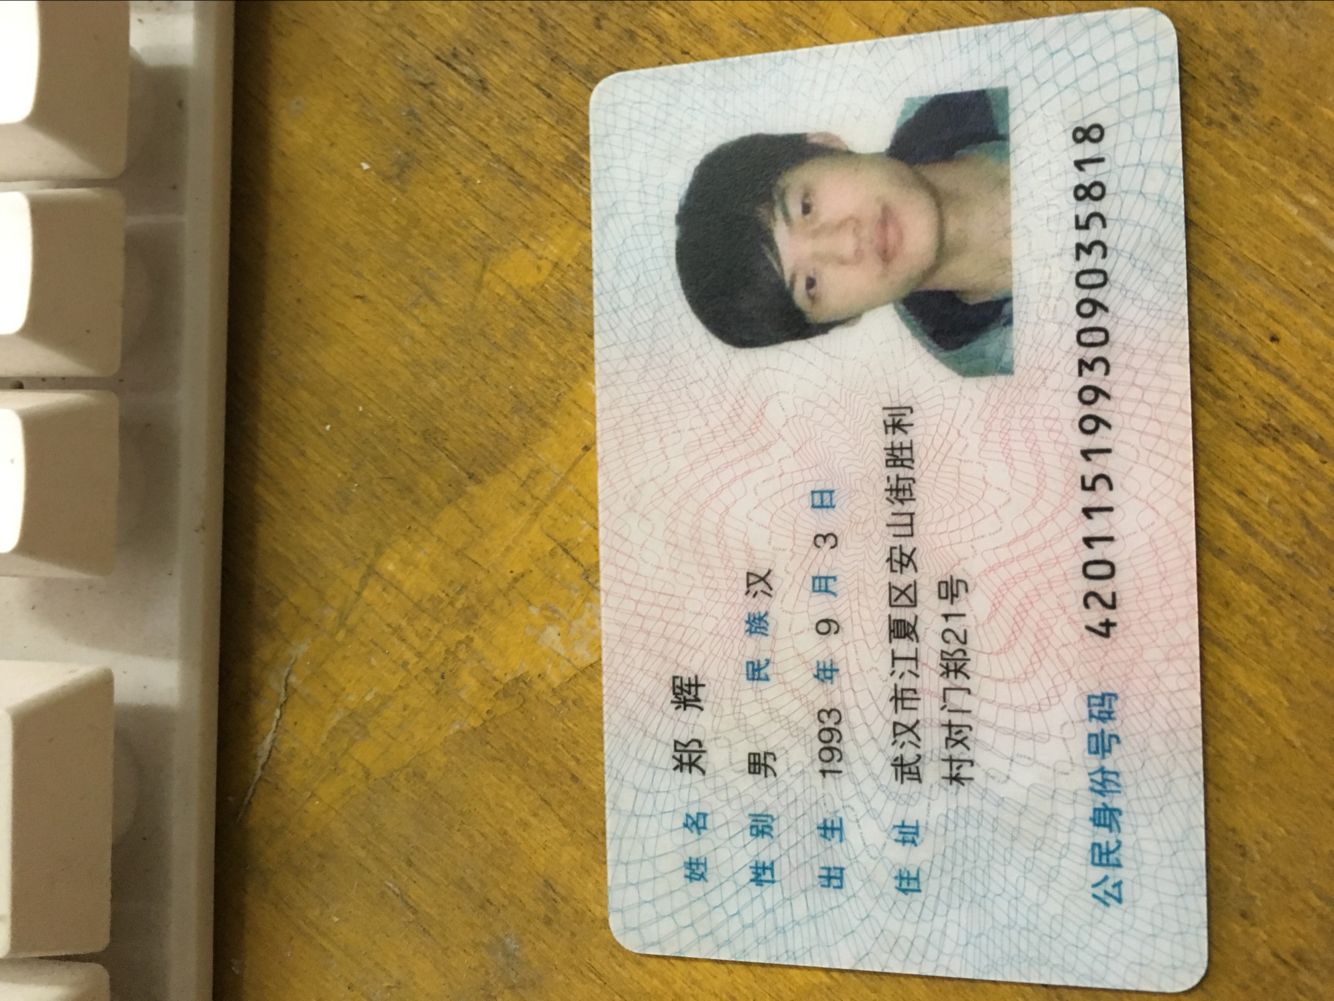 姓名 郑辉
性别 男 民族 汉
出生 1993 年 9 月 3 日
住址 武汉市江夏区安山街胜利
村对门郑21号
公民身份号码 420115199309035818